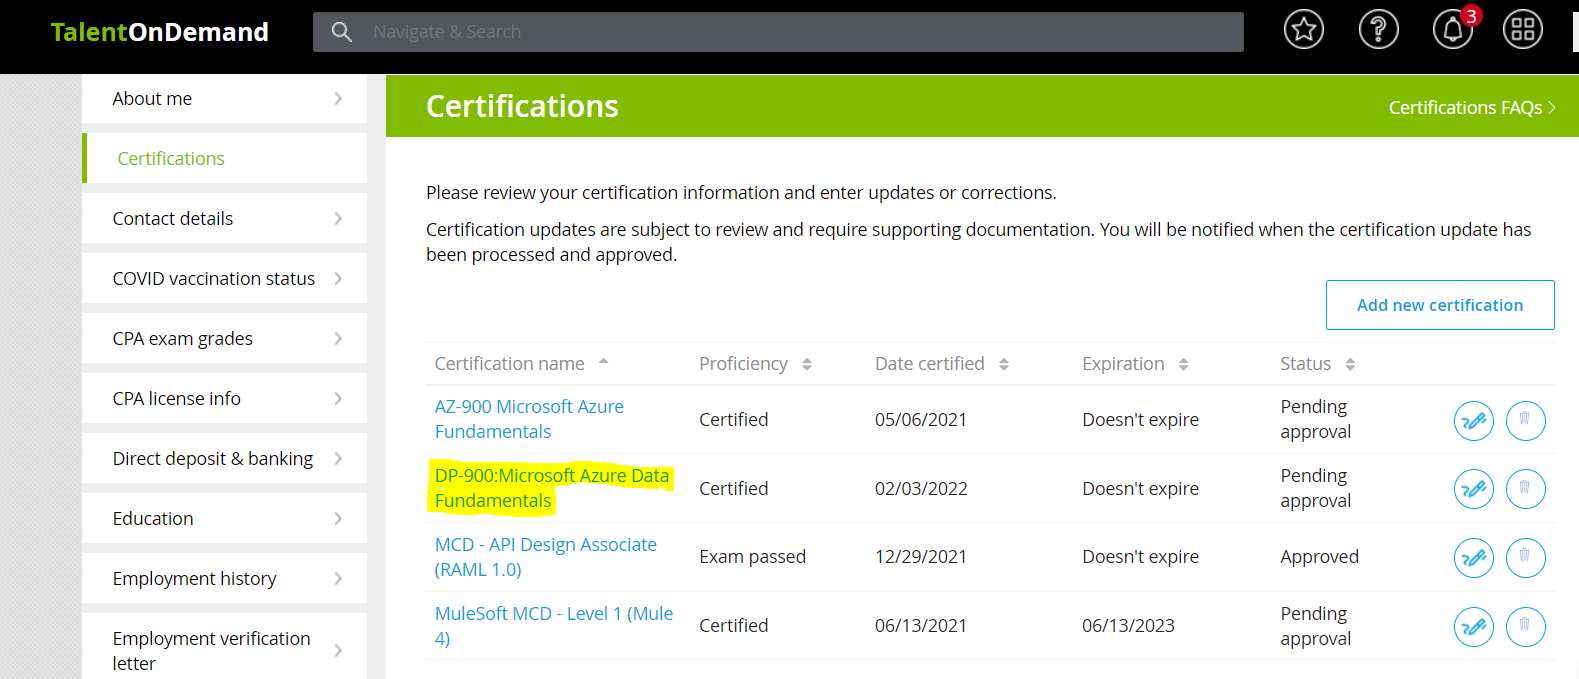 TalentOnDemand
Navigate & Search
3
About me
Certifications
Contact details
COVID vaccination status
CPA exam grades
CPA license info
Direct deposit & banking
Education
Employment history
Employment verification
letter
Certifications
Certifications FAQs
Please review your certification information and enter updates or corrections.
Certification updates are subject to review and require supporting documentation. You will be notified when the certification update has
been processed and approved.
Add new certification
Certification name Proficiency Date certified Expiration Status
AZ-900 Microsoft Azure
Fundamentals
Certified 05/06/2021 Doesn't expire
Pending
approval
DP-900:Microsoft Azure Data
Fundamentals
Certified 02/03/2022 Doesn't expire
Pending
approval
MCD - API Design Associate
(RAML 1.0)
Exam passed 12/29/2021 Doesn't expire Approved
MuleSoft MCD - Level 1 (Mule
4)
Certified 06/13/2021 06/13/2023
Pending
approval